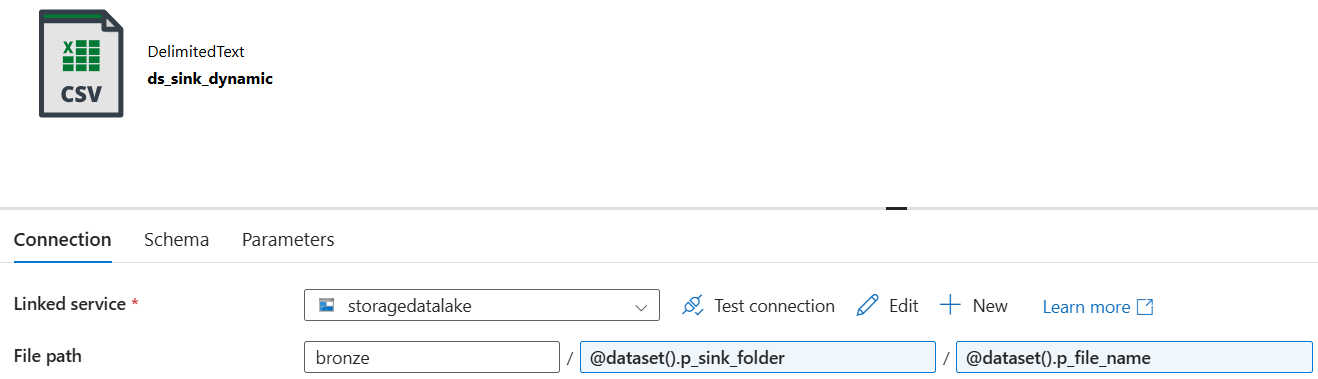 X
CSV
DelimitedText
ds_sink_dynamic
Connection Schema Parameters
Linked service * storagedatalake Test connection Edit New Learn more
File path bronze / @dataset().p_sink_folder / @dataset().p_file_name